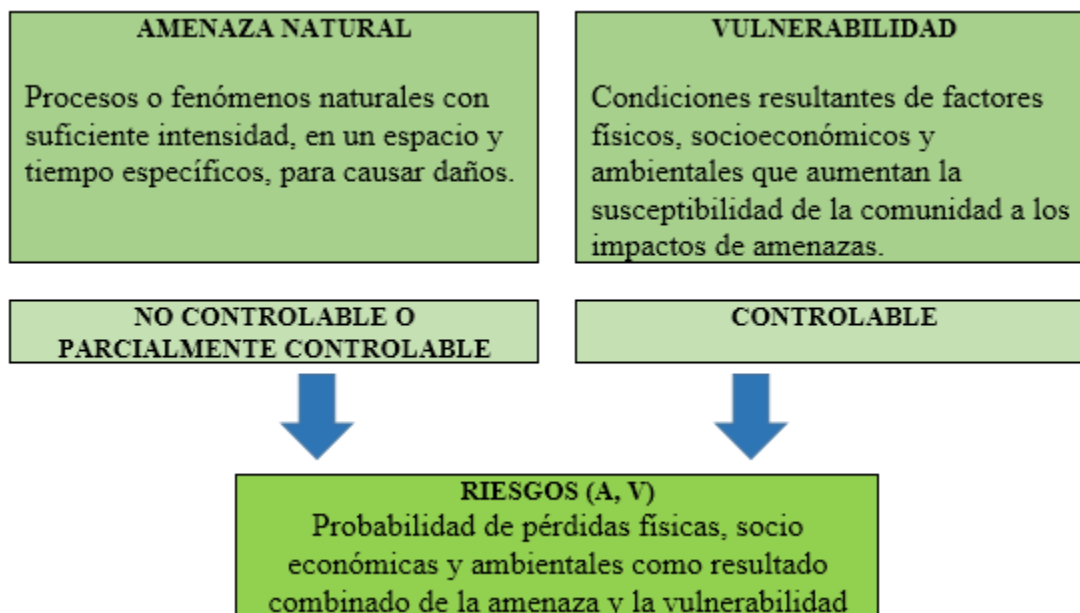 AMENAZA NATURAL
Procesos o fenómenos naturales con
suficiente intensidad, en un espacio y
tiempo específicos, para causar daños.
VULNERABILIDAD
Condiciones resultantes de factores
físicos, socioeconómicos y
ambientales que aumentan la
susceptibilidad de la comunidad a los
impactos de amenazas.
NO CONTROLABLE O
PARCIALMENTE CONTROLABLE
CONTROLABLE
RIESGOS (A, V)
Probabilidad de pérdidas físicas, socio
económicas y ambientales como resultado
combinado de la amenaza y la vulnerabilidad